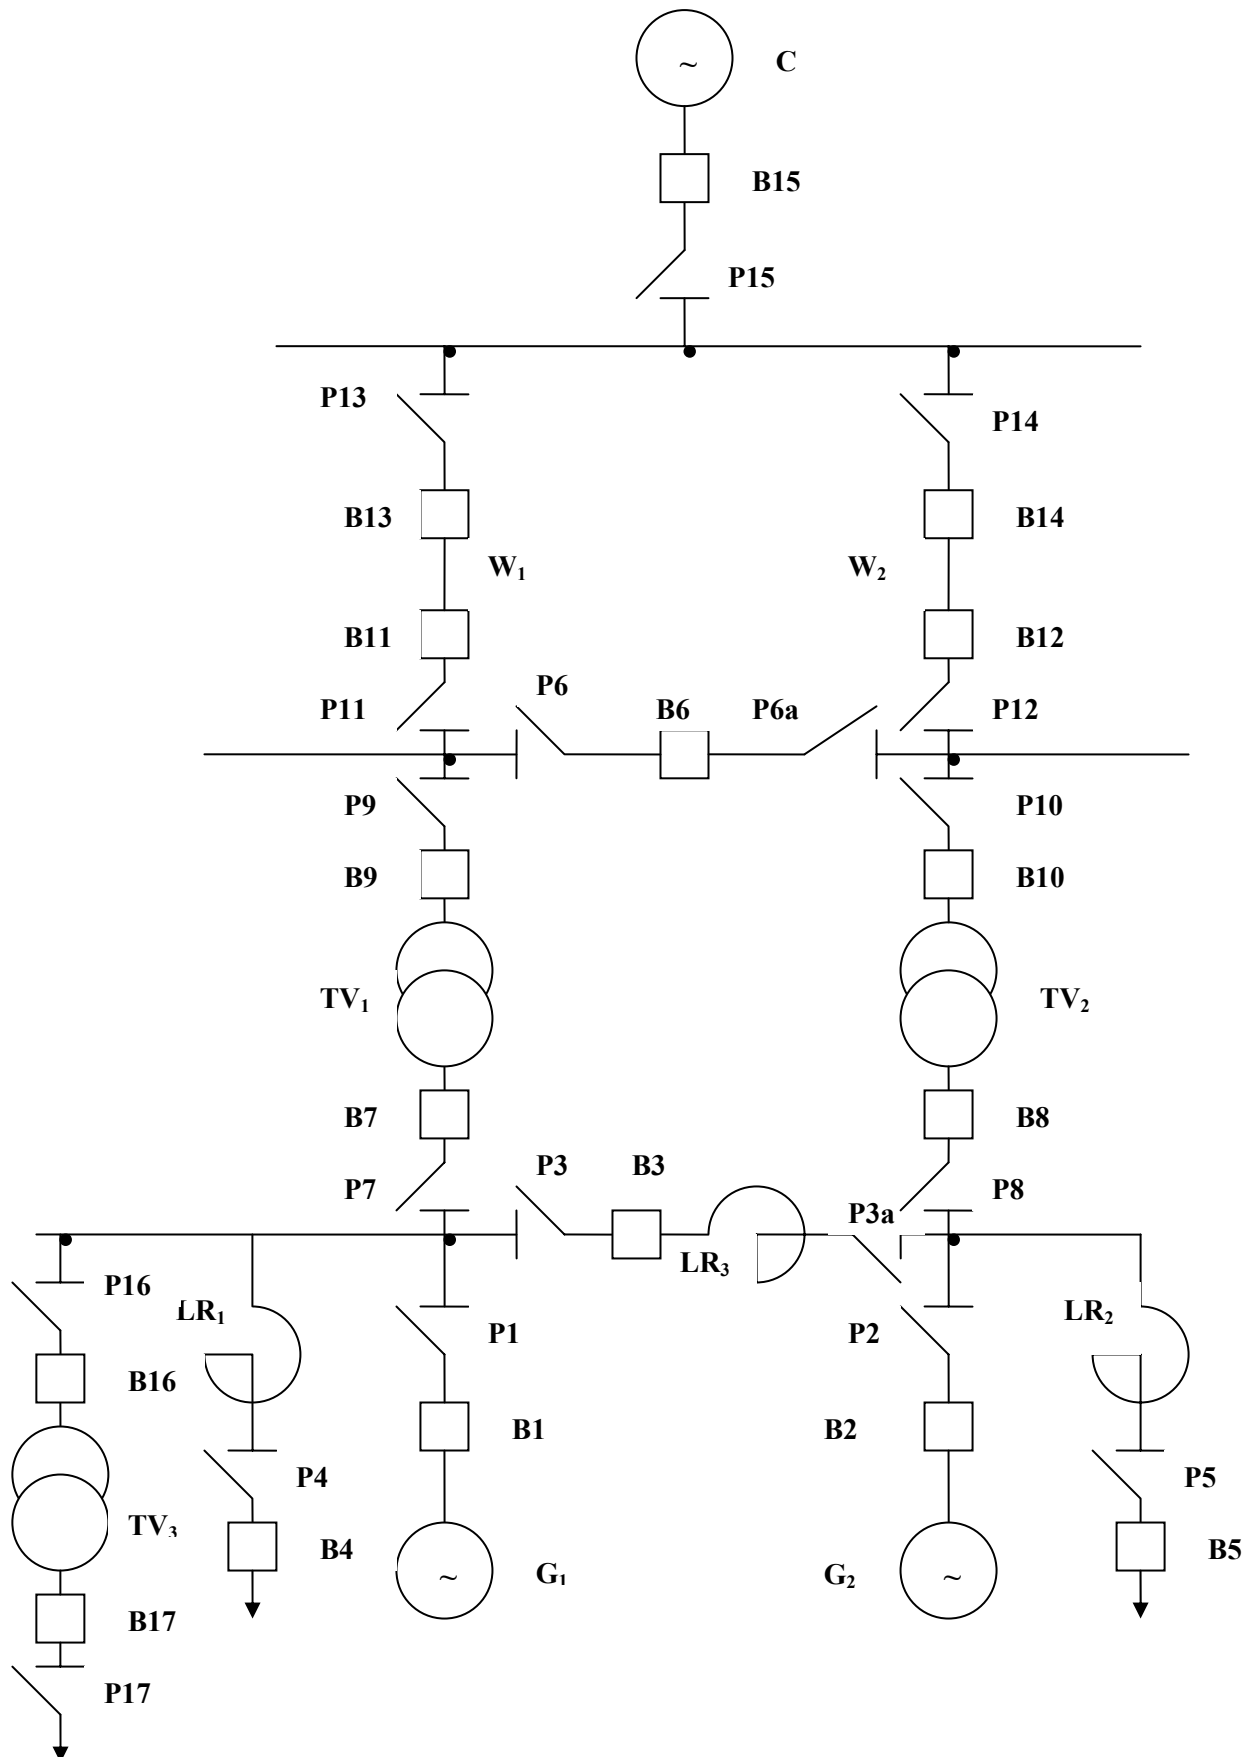 ~ C
B15
P15
P13
P14
B13 B14
W₁ W₂
B11 B12
P6
P11 B6 P6a P12
P9 P10
B9 B10
TV₁ TV₂
B7 B8
P3 B3
P7 P8
P3a
LR₃
P16
LR₁ LR₂
P1 P2
B16
B1 B2
P4 P5
TV₃
B4 B5
~ G₁ G₂ ~
B17
P17